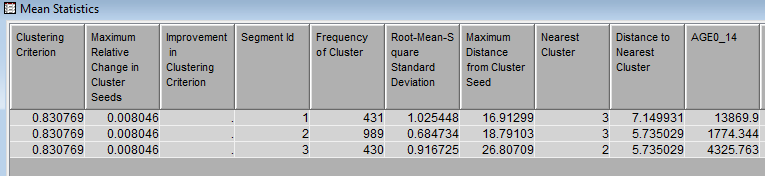 Mean Statistics
Clustering Criterion Maximum Relative Change in Cluster Seeds Improvement in Clustering Criterion Segment Id Frequency of Cluster Root-Mean-Square Standard Deviation Maximum Distance from Cluster Seed Nearest Cluster Distance to Nearest Cluster AGE0_14
0.830769 0.008046 . 1 431 1.025448 16.91299 3 7.149931 13869.9
0.830769 0.008046 . 2 989 0.684734 18.79103 3 5.735029 1774.344
0.830769 0.008046 . 3 430 0.916725 26.80709 2 5.735029 4325.763